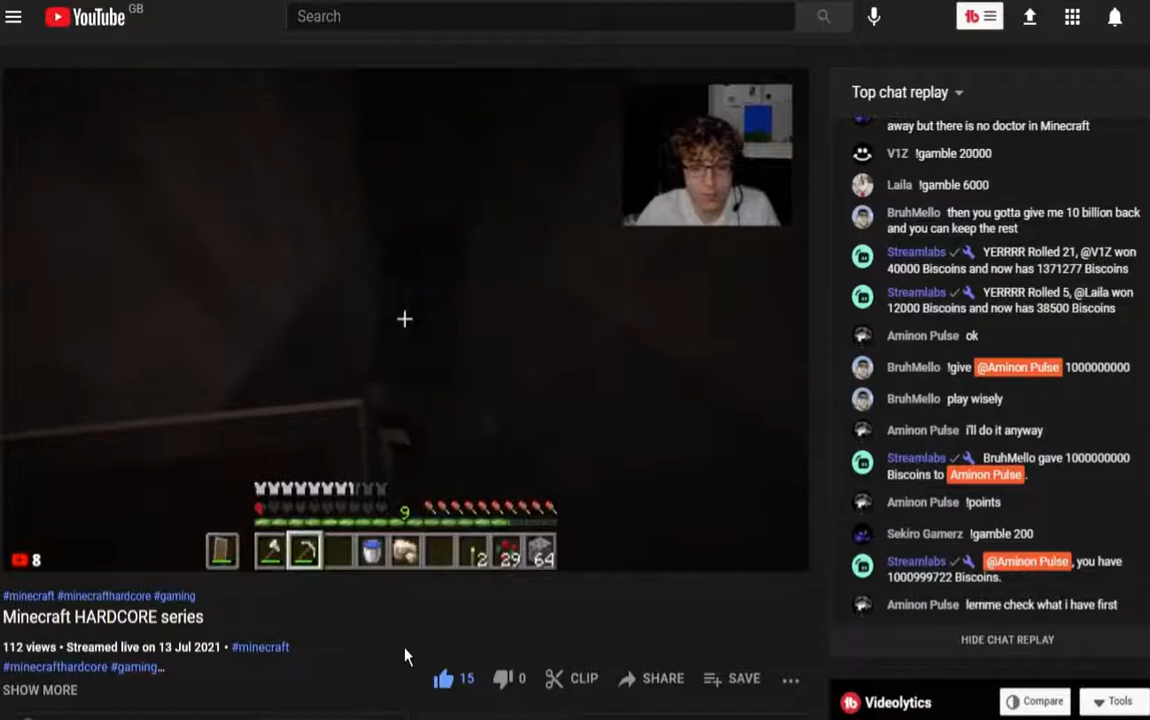 YouTube GB
Search
tb
Top chat replay
away but there is no doctor in Minecraft
V1Z !gamble 20000
Laila !gamble 6000
BruhMello then you gotta give me 10 billion back
and you can keep the rest
Streamlabs YERRRR Rolled 21, @V1Z won
40000 Biscoins and now has 1371277 Biscoins
Streamlabs YERRRR Rolled 5, @Laila won
12000 Biscoins and now has 38500 Biscoins
Aminon Pulse ok
BruhMello !give @Aminon Pulse 1000000000
BruhMello play wisely
Aminon Pulse i'll do it anyway
Streamlabs BruhMello gave 1000000000
Biscoins to Aminon Pulse.
Aminon Pulse !points
Sekiro Gamerz !gamble 200
Streamlabs @Aminon Pulse, you have
1000999722 Biscoins.
Aminon Pulse lemme check what i have first
HIDE CHAT REPLAY
tb Videolytics Compare Tools
9
2 29 64
8
#minecraft #minecrafthardcore #gaming
Minecraft HARDCORE series
112 views • Streamed live on 13 Jul 2021 • #minecraft
#minecrafthardcore #gaming...
SHOW MORE
15 0 CLIP SHARE SAVE